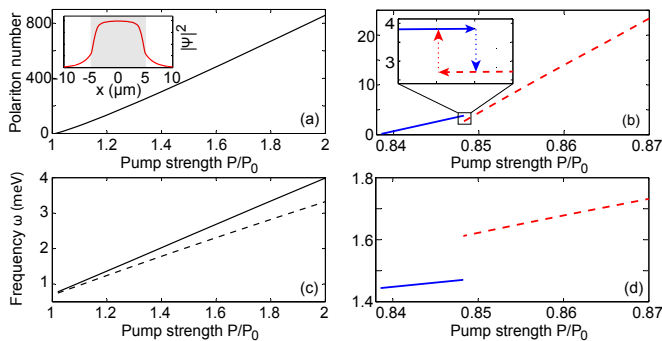 Polariton number
800
400
0
-10 -5 0 5 10
x (μm)
|ψ|²
(a)
1 1.2 1.4 1.6 1.8 2
Pump strength P/P₀
20
10
0
4
3
(b)
0.84 0.85 0.86 0.87
Pump strength P/P₀
Frequency ω (meV)
4
3
2
1
(c)
1 1.2 1.4 1.6 1.8 2
Pump strength P/P₀
1.8
1.6
1.4
(d)
0.84 0.85 0.86 0.87
Pump strength P/P₀